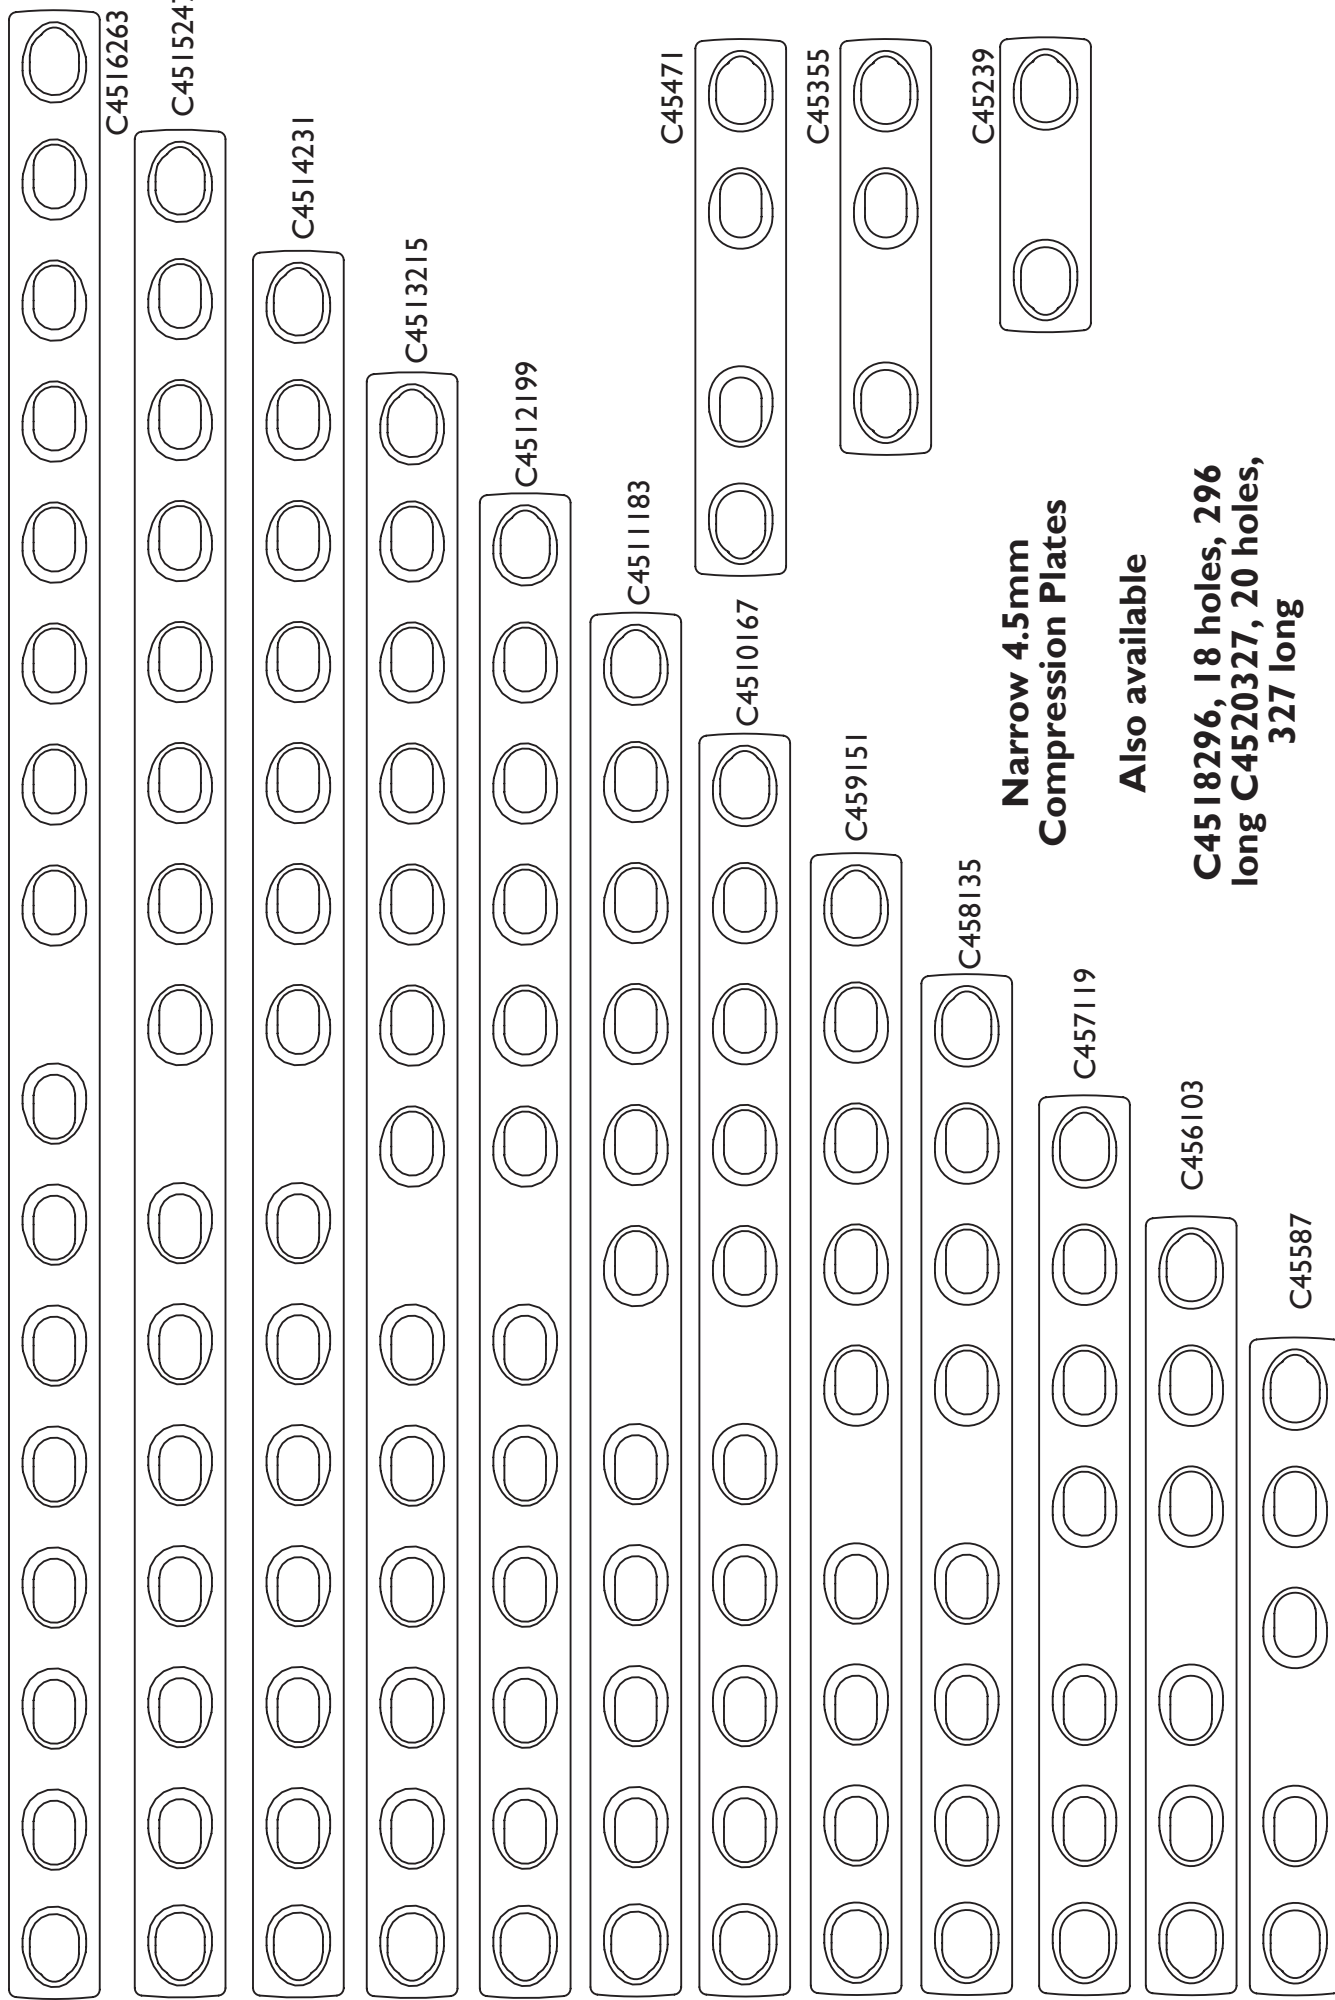 C4516263
C4514231
C4513215
C4512199
C4511183
C4510167
C459151
C458135
C457119
C456103
C45587
C45471
C45355
C45239
Narrow 4.5mm
Compression Plates
Also available
C4518296, 18 holes, 296
long C4520327, 20 holes,
327 long